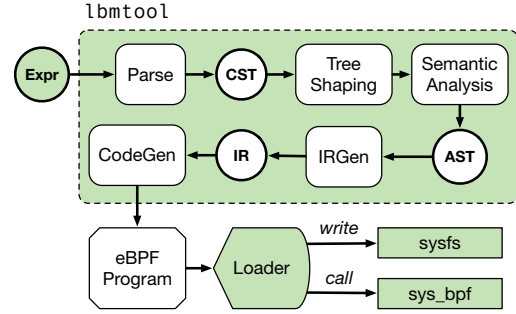 lbmtool
Expr
Parse
CST
Tree
Shaping
Semantic
Analysis
CodeGen
IR
IRGen
AST
eBPF
Program
Loader
write
sysfs
call
sys_bpf